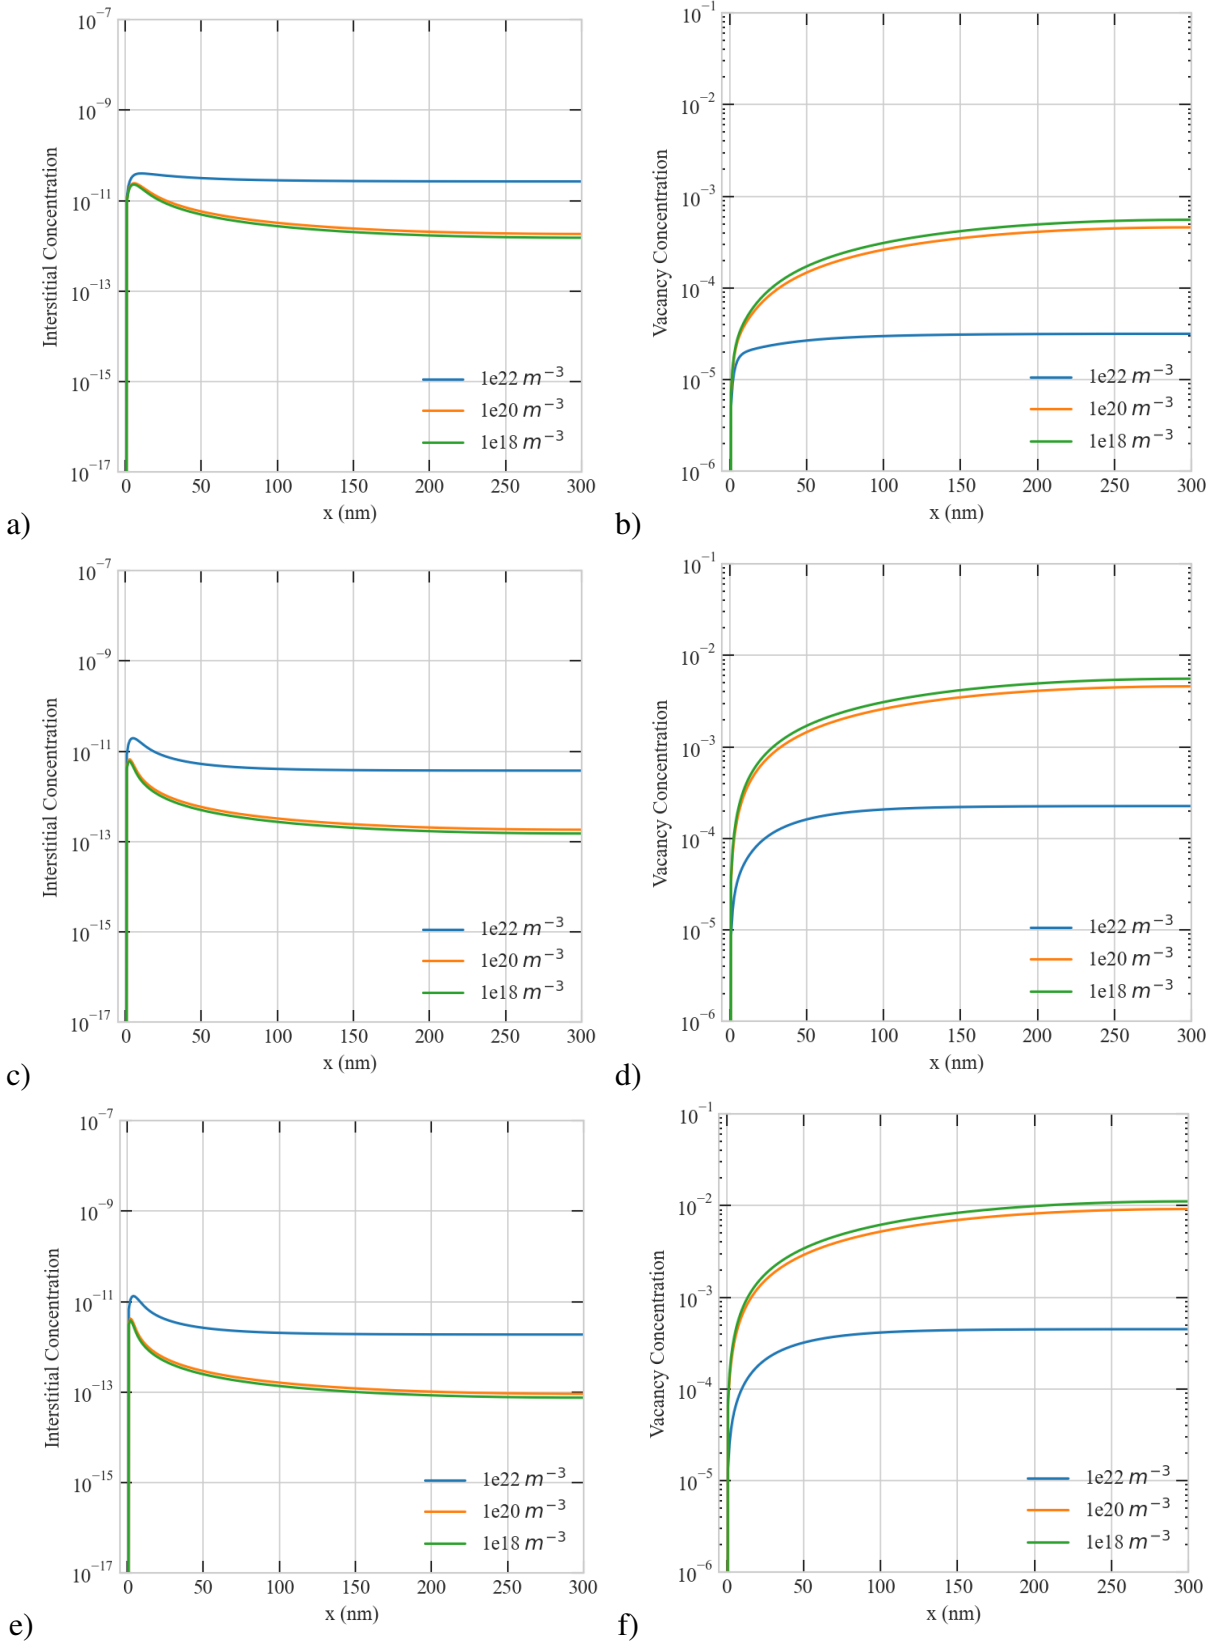 10⁻⁷
10⁻⁹
10⁻¹¹
10⁻¹³
10⁻¹⁵
10⁻¹⁷
Interstitial Concentration
1e22 m⁻³
1e20 m⁻³
1e18 m⁻³
0 50 100 150 200 250 300
x (nm)
a)
10⁻¹
10⁻²
10⁻³
10⁻⁴
10⁻⁵
10⁻⁶
Vacancy Concentration
1e22 m⁻³
1e20 m⁻³
1e18 m⁻³
0 50 100 150 200 250 300
x (nm)
b)
10⁻⁷
10⁻⁹
10⁻¹¹
10⁻¹³
10⁻¹⁵
10⁻¹⁷
Interstitial Concentration
1e22 m⁻³
1e20 m⁻³
1e18 m⁻³
0 50 100 150 200 250 300
x (nm)
c)
10⁻¹
10⁻²
10⁻³
10⁻⁴
10⁻⁵
10⁻⁶
Vacancy Concentration
1e22 m⁻³
1e20 m⁻³
1e18 m⁻³
0 50 100 150 200 250 300
x (nm)
d)
10⁻⁷
10⁻⁹
10⁻¹¹
10⁻¹³
10⁻¹⁵
10⁻¹⁷
Interstitial Concentration
1e22 m⁻³
1e20 m⁻³
1e18 m⁻³
0 50 100 150 200 250 300
x (nm)
e)
10⁻¹
10⁻²
10⁻³
10⁻⁴
10⁻⁵
10⁻⁶
Vacancy Concentration
1e22 m⁻³
1e20 m⁻³
1e18 m⁻³
0 50 100 150 200 250 300
x (nm)
f)